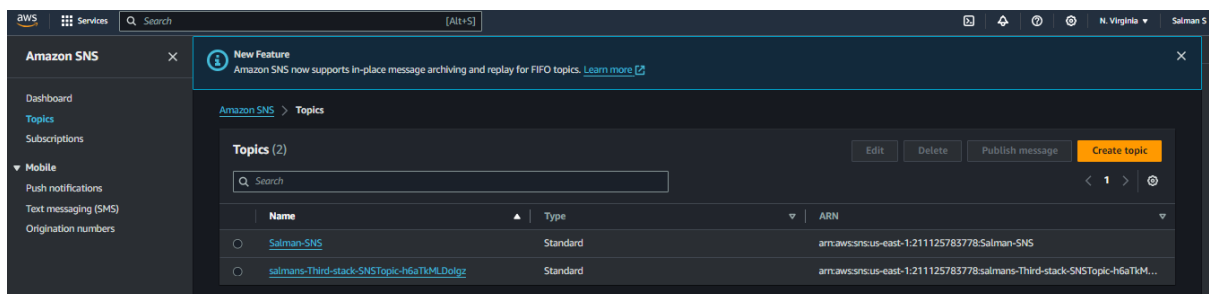 aws Services Search [Alt+S] N. Virginia Salman S
Amazon SNS
New Feature
Amazon SNS now supports in-place message archiving and replay for FIFO topics. Learn more
Dashboard
Topics
Subscriptions
Mobile
Push notifications
Text messaging (SMS)
Origination numbers
Amazon SNS > Topics
Topics (2) Edit Delete Publish message Create topic
Search 1
Name Type ARN
Salman-SNS Standard arn:aws:sns:us-east-1:211125783778:Salman-SNS
salmans-Third-stack-SNSTopic-h6aTkMLDolgz Standard arn:aws:sns:us-east-1:211125783778:salmans-Third-stack-SNSTopic-h6aTkM...